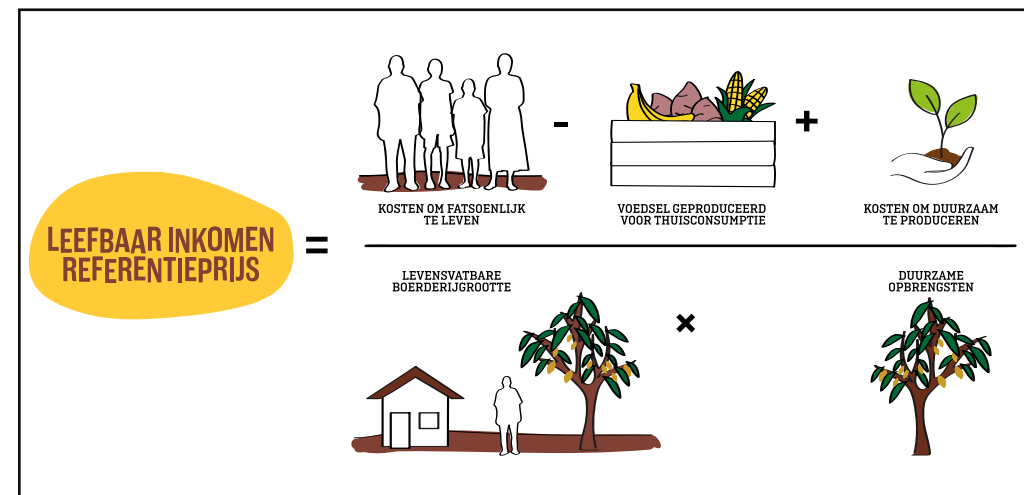 LEEFBAAR INKOMEN
REFERENTIEPRIJS
=
-
+
KOSTEN OM FATSOENLIJK
TE LEVEN
VOEDSEL GEPRODUCEERD
VOOR THUISCONSUMPTIE
KOSTEN OM DUURZAAM
TE PRODUCEREN
LEVENSVATBARE
BOERDERIJGROOTTE
×
DUURZAME
OPBRENGSTEN